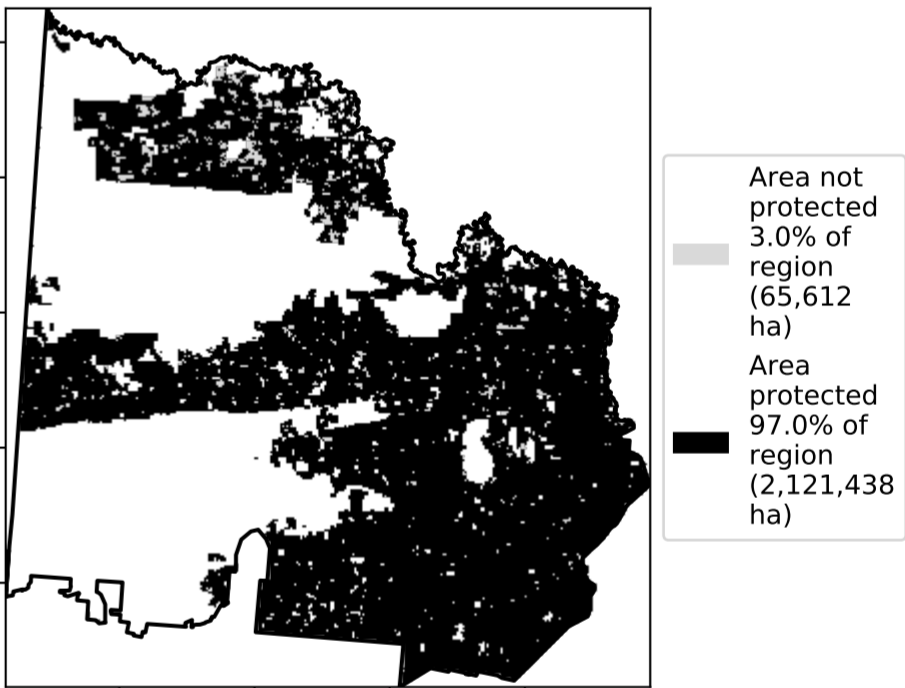 Area not
protected
3.0% of
region
(65,612
ha)
Area
protected
97.0% of
region
(2,121,438
ha)